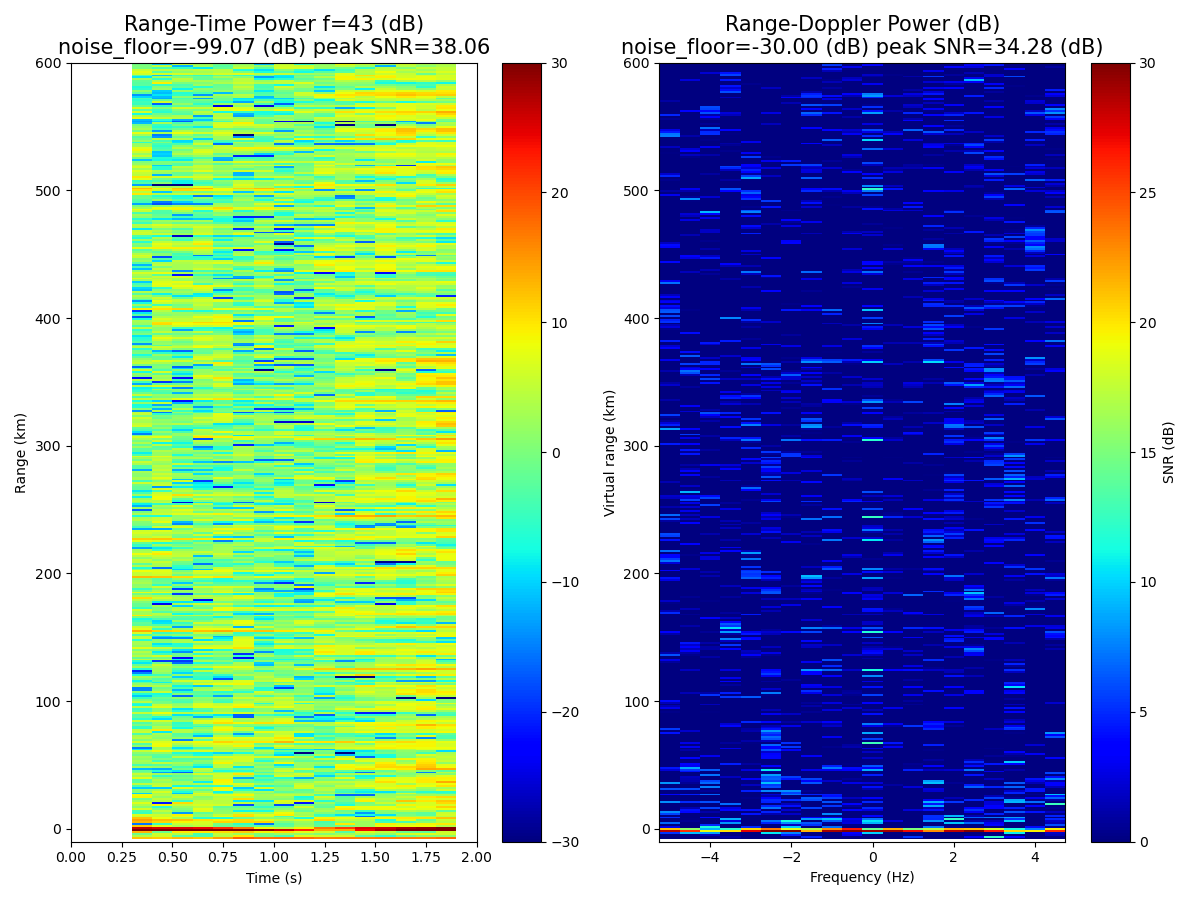 Range-Time Power f=43 (dB)
noise_floor=-99.07 (dB) peak SNR=38.06
600
500
400
300
200
100
0
Range (km)
0.00 0.25 0.50 0.75 1.00 1.25 1.50 1.75 2.00
Time (s)
30
20
10
0
−10
−20
−30
Range-Doppler Power (dB)
noise_floor=-30.00 (dB) peak SNR=34.28 (dB)
600
500
400
300
200
100
0
Virtual range (km)
−4 −2 0 2 4
Frequency (Hz)
30
25
20
15
10
5
0
SNR (dB)